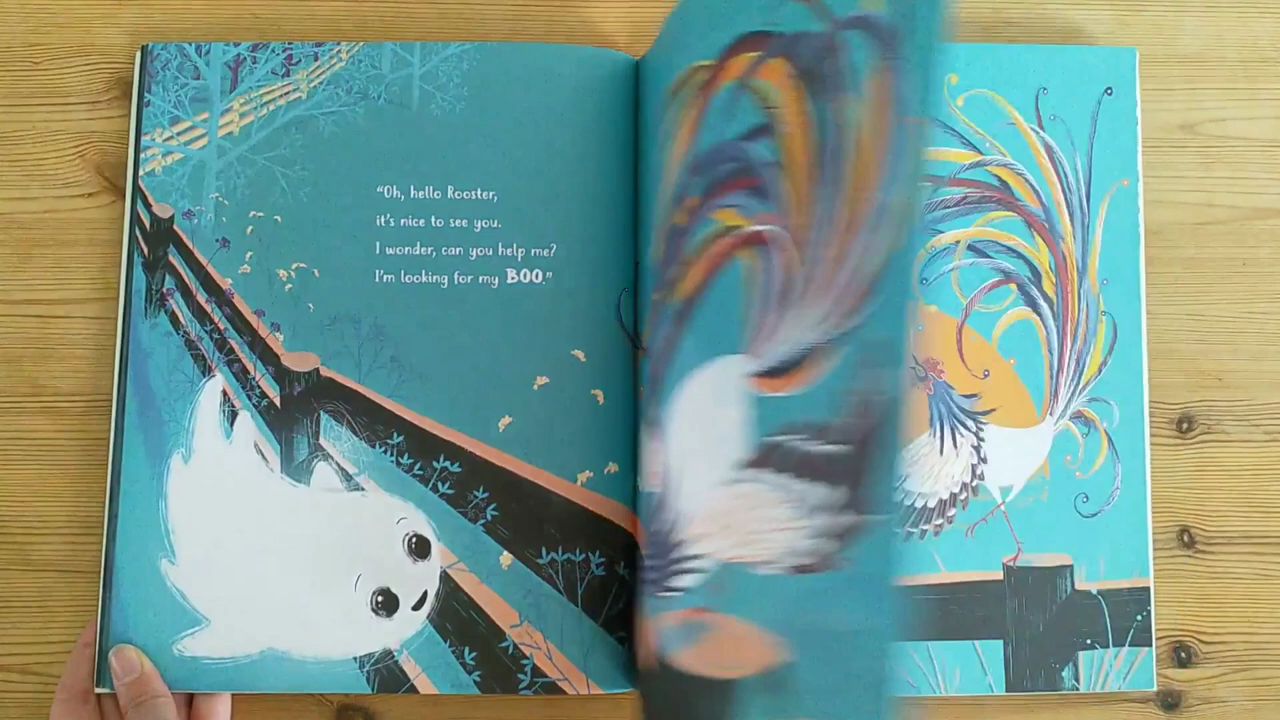 “Oh, hello Rooster,
it’s nice to see you.
I wonder, can you help me?
I’m looking for my BOO.”